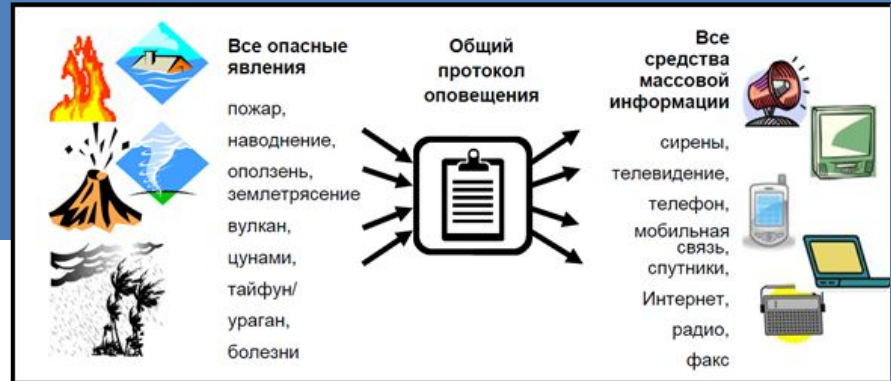 Все опасные
явления
пожар,
наводнение,
оползень,
землетрясение
вулкан,
цунами,
тайфун/
ураган,
болезни
Общий
протокол
оповещения
Все
средства
массовой
информации
сирены,
телевидение,
телефон,
мобильная
связь,
спутники,
Интернет,
радио,
факс